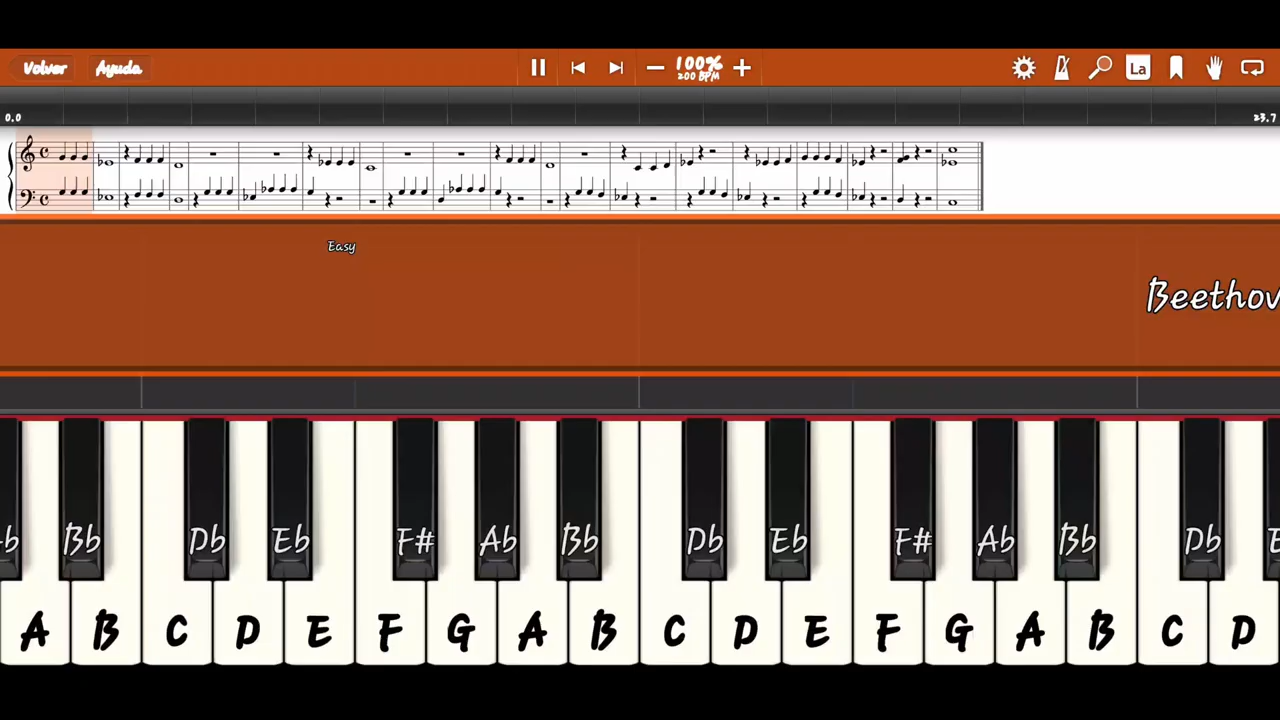 Volver Ayuda 100% La
200 BPM
0.0 23.7
Easy
Beethov
b Bb Db Eb F# Ab Bb Db Eb F# Ab Bb Db E
A B C D E F G A B C D E F G A B C D